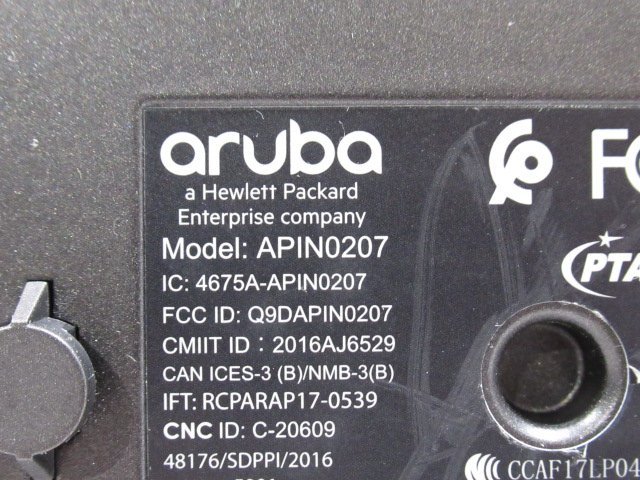 aruba
a Hewlett Packard
Enterprise company
Model: APIN0207
IC: 4675A-APIN0207
FCC ID: Q9DAPIN0207
CMIIT ID：2016AJ6529
CAN ICES-3 (B)/NMB-3(B)
IFT: RCPARAP17-0539
CNC ID: C-20609
48176/SDPPI/2016
FC
PTA
CCAF17LP04